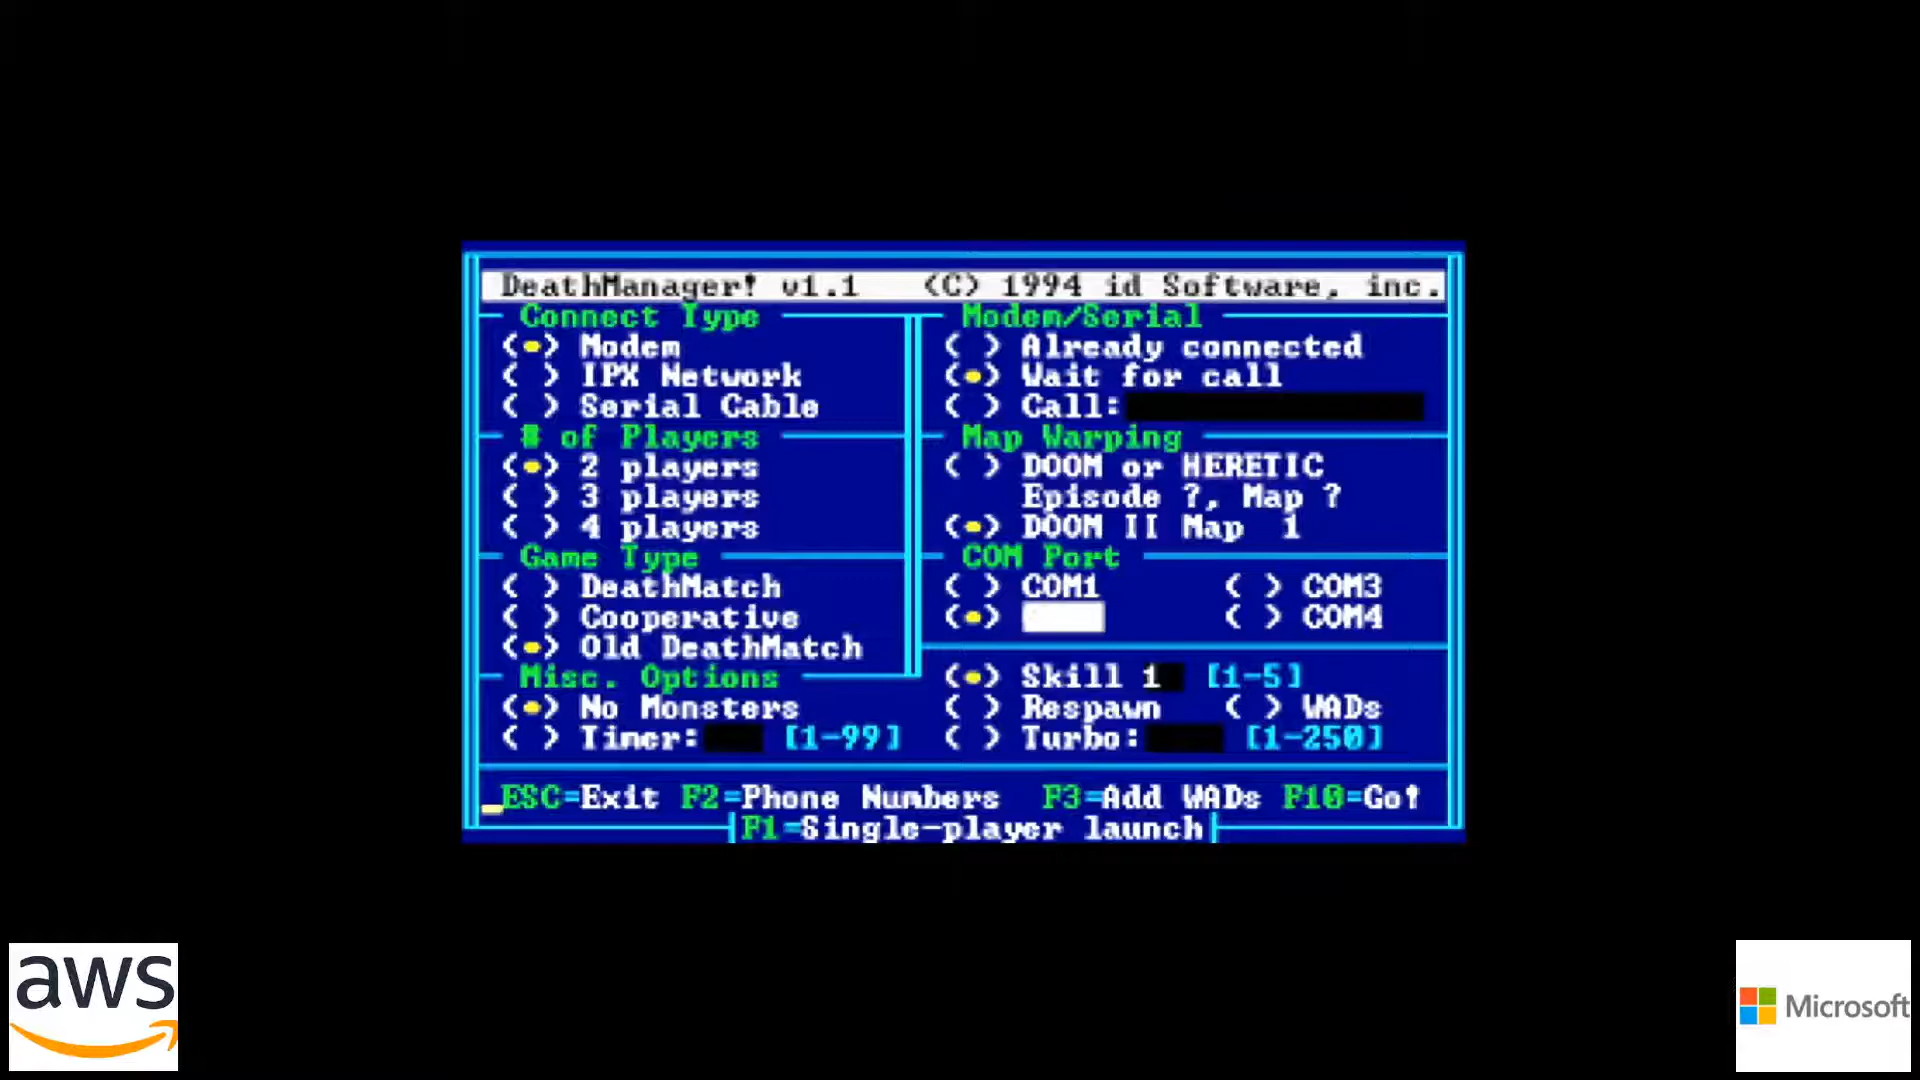 DeathManager! v1.1 (C) 1994 id Software, inc.
Connect Type
(•) Modem
( ) IPX Network
( ) Serial Cable
# of Players
(•) 2 players
( ) 3 players
( ) 4 players
Game Type
( ) DeathMatch
( ) Cooperative
(•) Old DeathMatch
Misc. Options
(•) No Monsters
( ) Timer: [1-99]
Modem/Serial
( ) Already connected
(•) Wait for call
( ) Call:
Map Warping
( ) DOOM or HERETIC
Episode ?, Map ?
(•) DOOM II Map 1
COM Port
( ) COM1 ( ) COM3
(•) ( ) COM4
(•) Skill 1 [1-5]
( ) Respawn ( ) WADs
( ) Turbo: [1-250]
ESC=Exit F2=Phone Numbers F3=Add WADs F10=Go!
F1=Single-player launch
aws
Microsoft